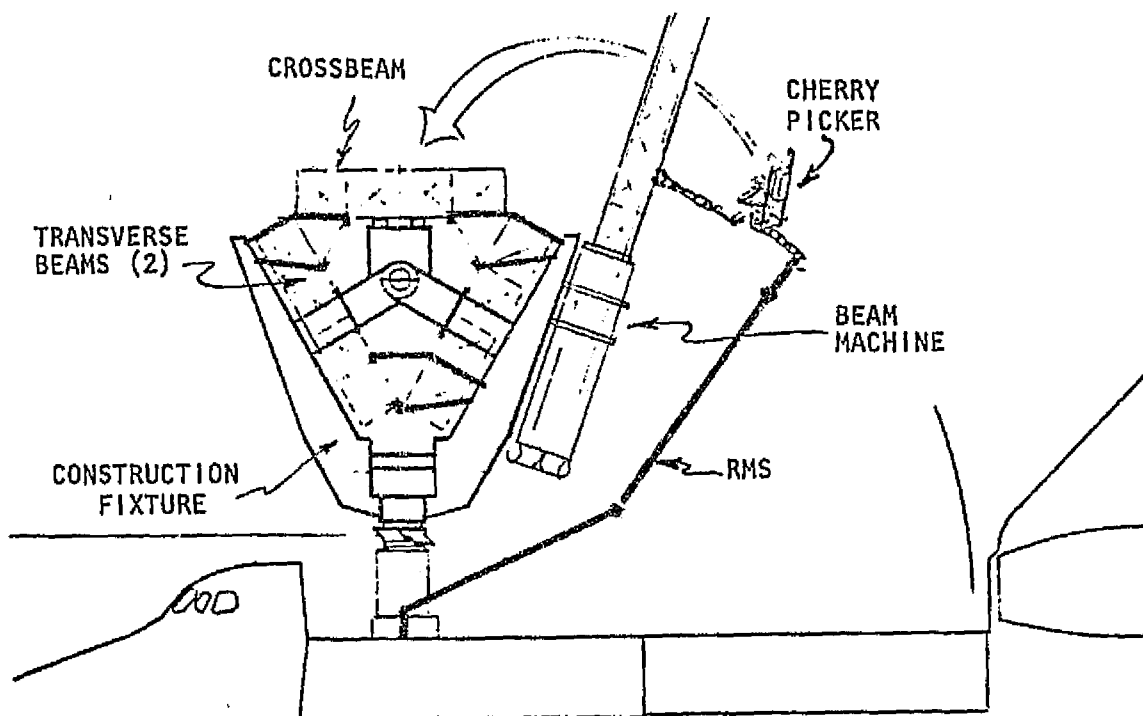 CROSSBEAM
CHERRY
PICKER
TRANSVERSE
BEAMS (2)
BEAM
MACHINE
CONSTRUCTION
FIXTURE
RMS